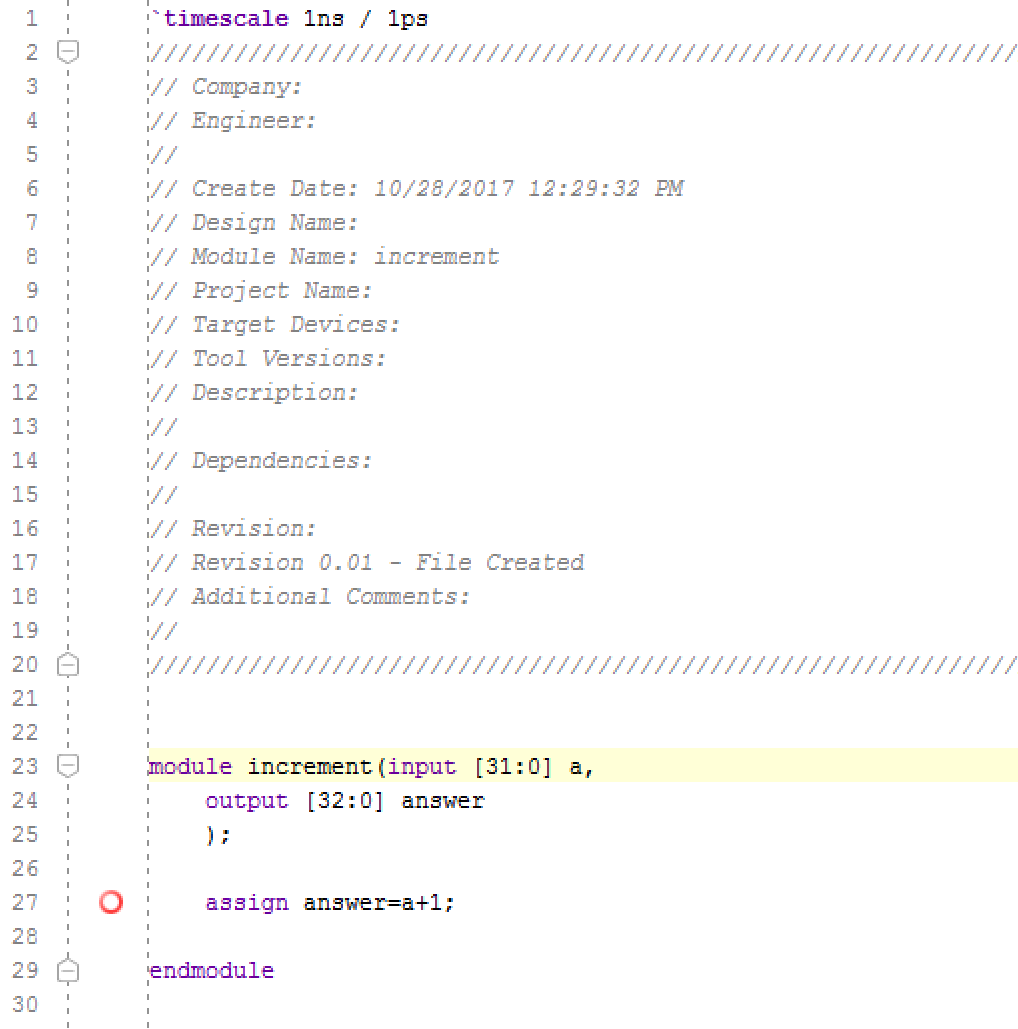 1 `timescale 1ns / 1ps
2 //////////////////////////////////////////////////////////////
3 // Company:
4 // Engineer:
5 //
6 // Create Date: 10/28/2017 12:29:32 PM
7 // Design Name:
8 // Module Name: increment
9 // Project Name:
10 // Target Devices:
11 // Tool Versions:
12 // Description:
13 //
14 // Dependencies:
15 //
16 // Revision:
17 // Revision 0.01 - File Created
18 // Additional Comments:
19 //
20 //////////////////////////////////////////////////////////////
21
22
23 module increment(input [31:0] a,
24     output [32:0] answer
25     );
26
27     assign answer=a+1;
28
29 endmodule
30